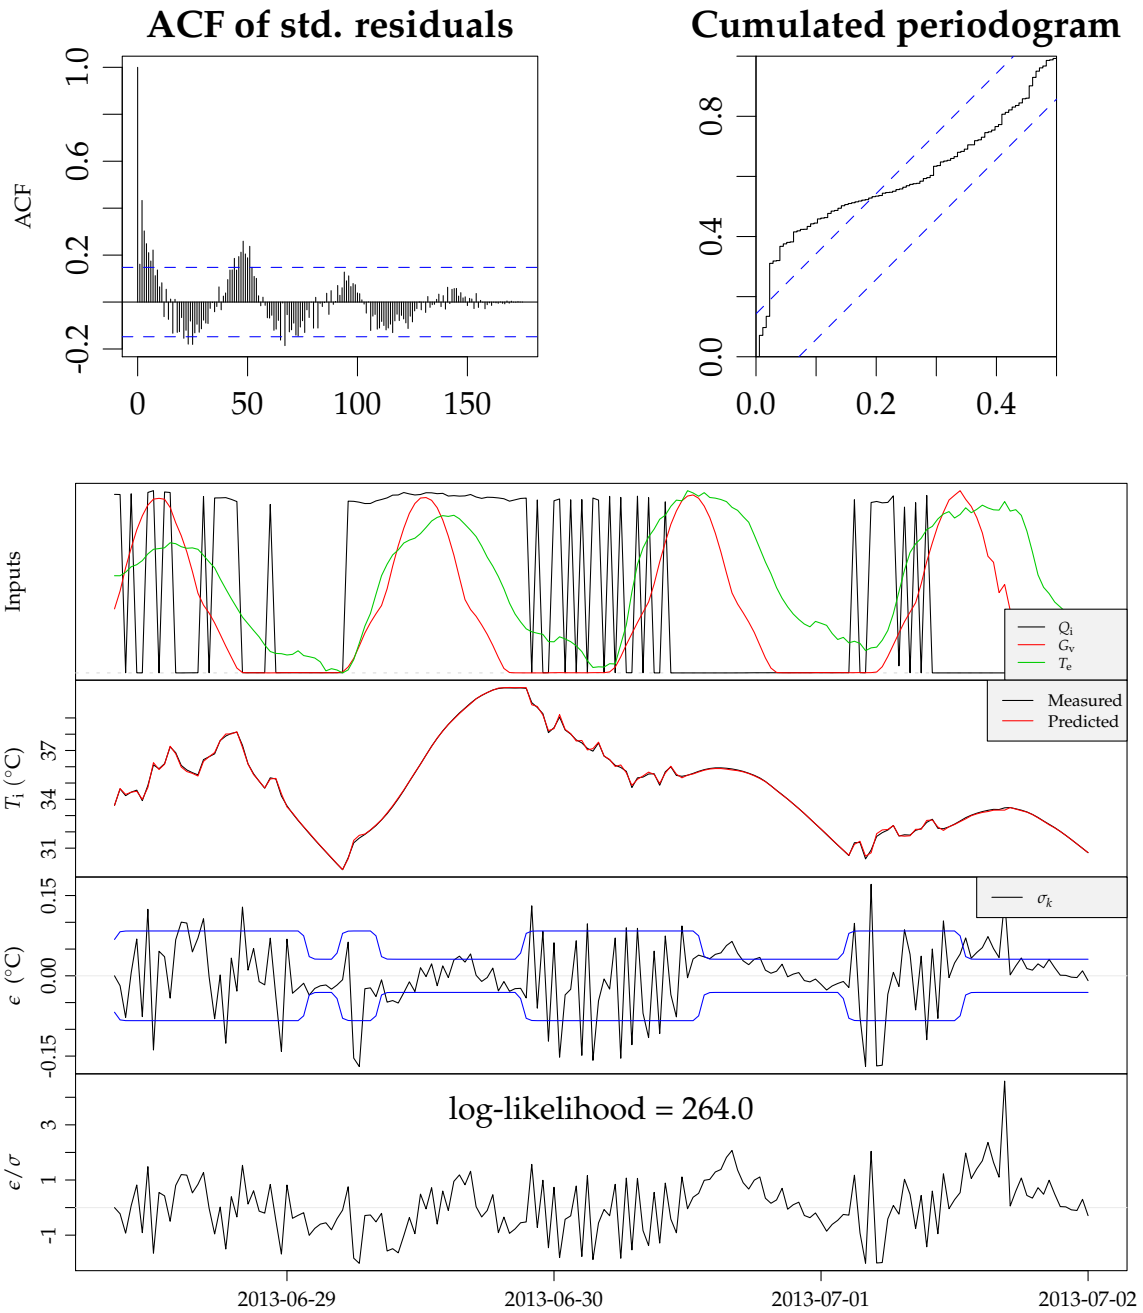 ACF of std. residuals
Cumulated periodogram
ACF
1.0
0.6
0.2
-0.2
0 50 100 150
0.8
0.4
0.0
0.0 0.2 0.4
Inputs
Qi
Gv
Te
Ti (°C)
37
34
31
Measured
Predicted
ϵ (°C)
0.15
0.00
-0.15
σk
ϵ/σ
3
1
-1
log-likelihood = 264.0
2013-06-29 2013-06-30 2013-07-01 2013-07-02